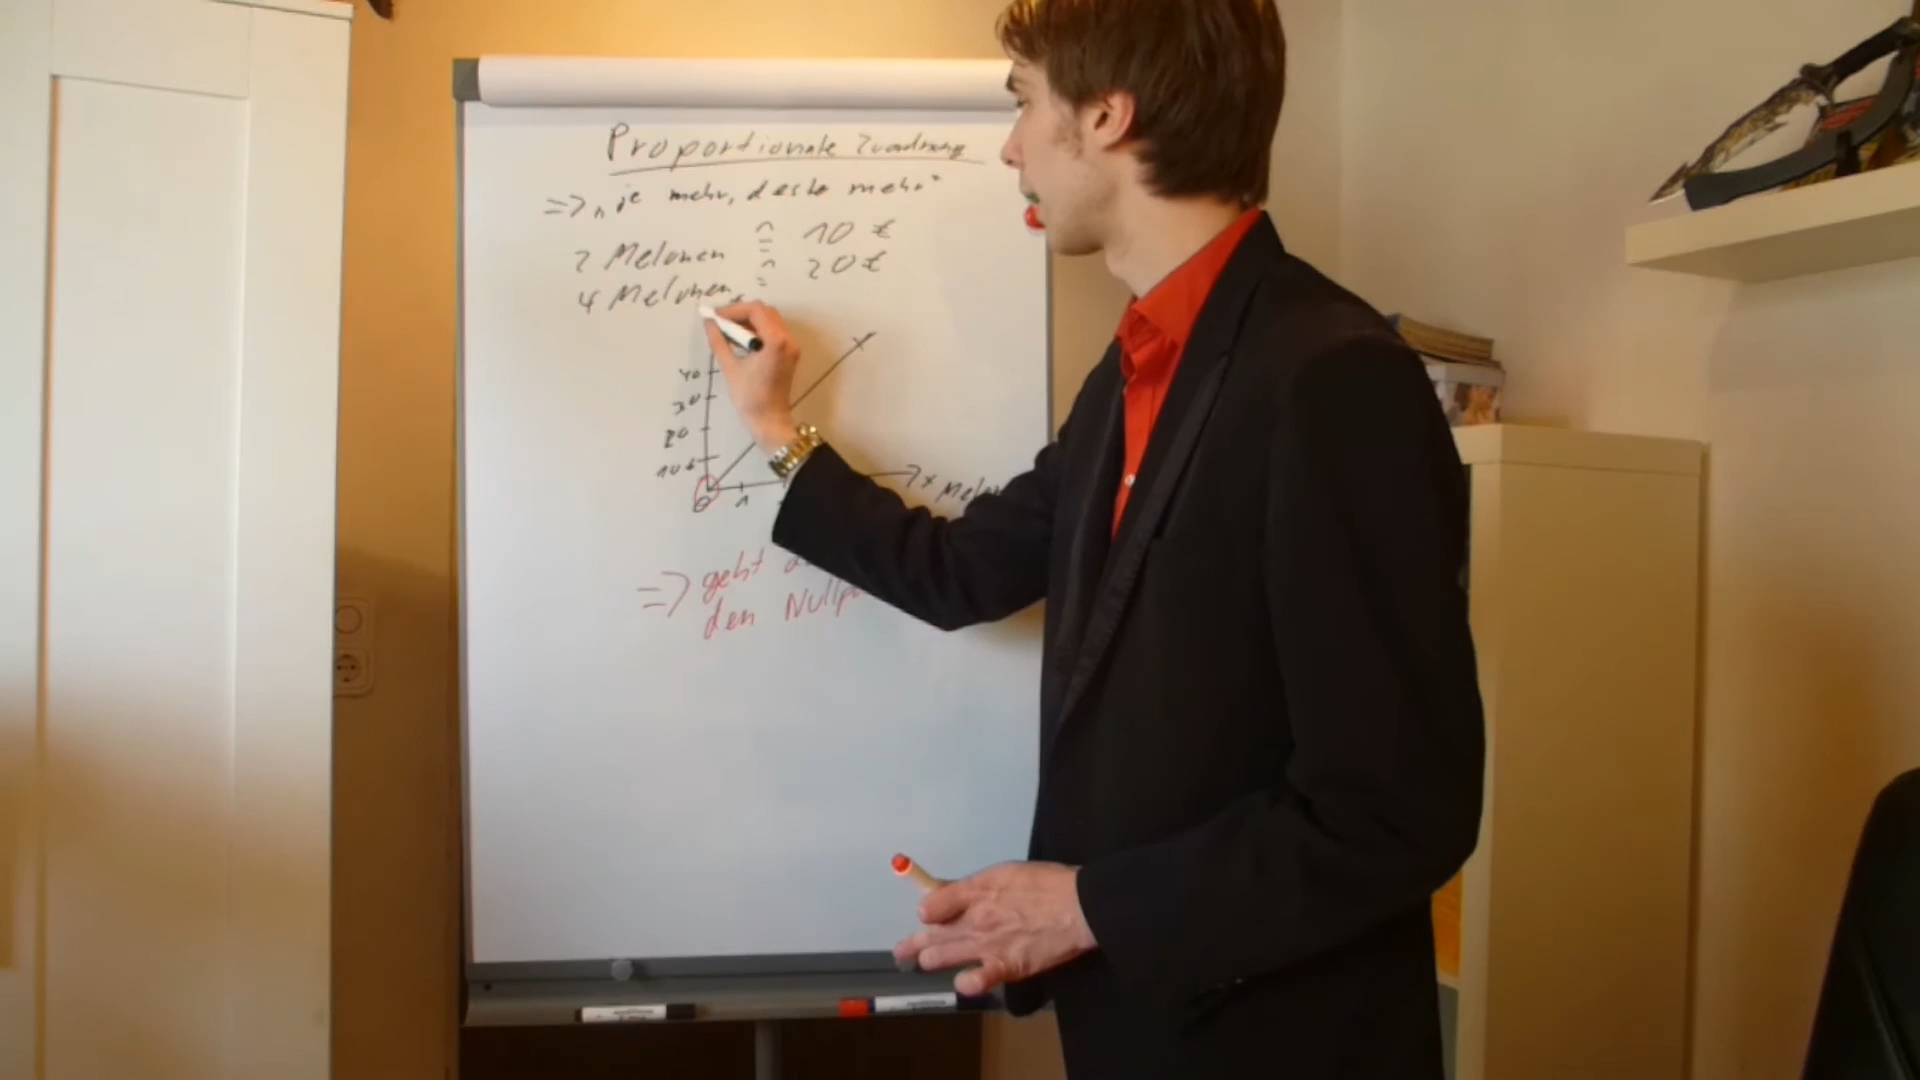 Proportionale Zuordnung
=> „je mehr, desto mehr"
2 Melonen ≙ 10 €
4 Melonen ≙ 20 €
40
30
20
10 €
0 1
x Melo
=> geht
den Nullp